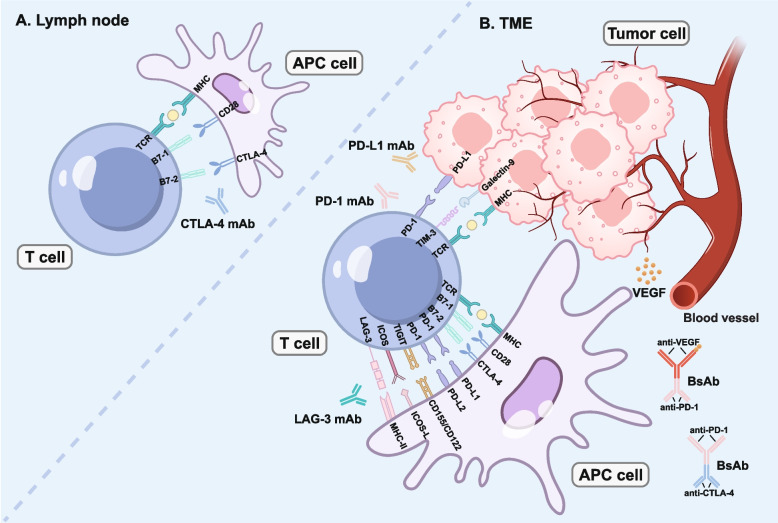 A. Lymph node
APC cell
MHC
CD28
CTLA-4
TCR
B7-1
B7-2
CTLA-4 mAb
T cell
B. TME
Tumor cell
PD-L1 mAb
PD-L1
Galectin-9
MHC
PD-1 mAb
PD-1
TIM-3
TCR
VEGF
Blood vessel
T cell
TCR
B7-1
B7-2
PD-1
PD-1
TIGIT
ICOS
LAG-3
MHC
CD28
CTLA-4
PD-L1
PD-L2
CD155/CD122
ICOS-L
MHC-II
LAG-3 mAb
APC cell
anti-VEGF
BsAb
anti-PD-1
anti-PD-1
BsAb
anti-CTLA-4